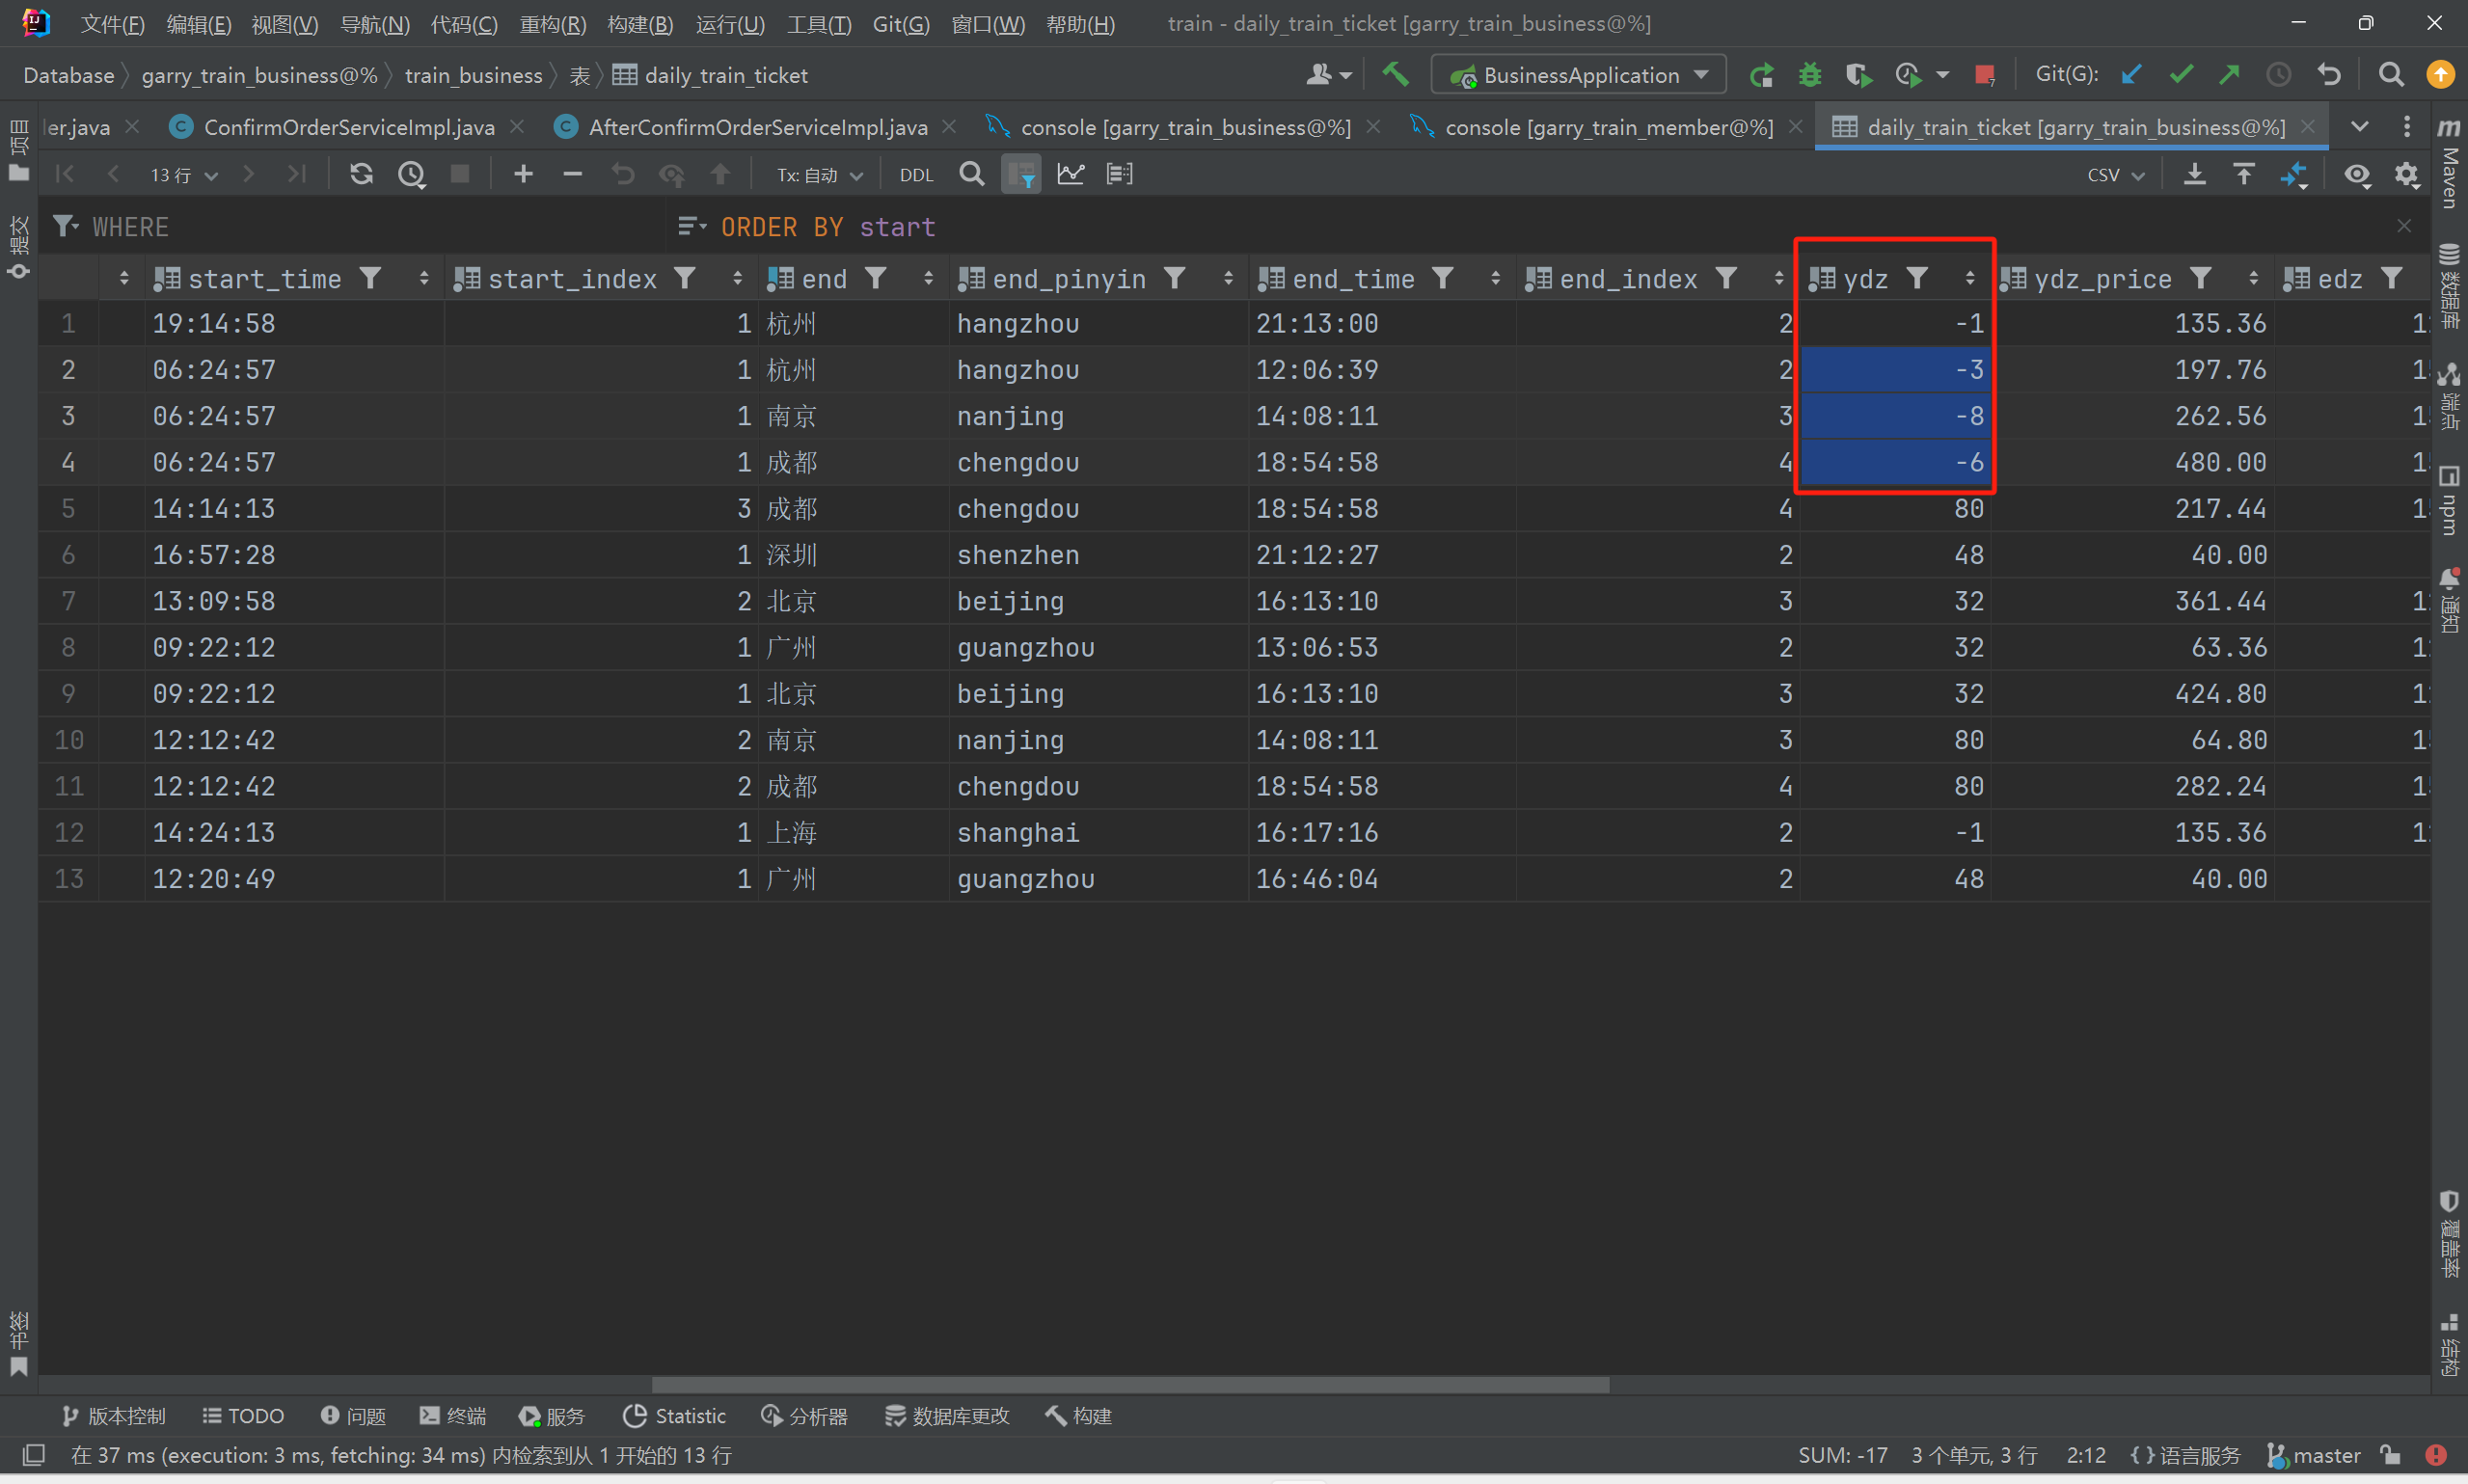 文件(F) 编辑(E) 视图(V) 导航(N) 代码(C) 重构(R) 构建(B) 运行(U) 工具(T) Git(G) 窗口(W) 帮助(H) train - daily_train_ticket [garry_train_business@%]
Database garry_train_business@% train_business 表 daily_train_ticket BusinessApplication Git(G):
er.java ConfirmOrderServiceImpl.java AfterConfirmOrderServiceImpl.java console [garry_train_business@%] console [garry_train_member@%] daily_train_ticket [garry_train_business@%]
13 行 Tx: 自动 DDL CSV
WHERE ORDER BY start
start_time start_index end end_pinyin end_time end_index ydz ydz_price edz
1 19:14:58 1 杭州 hangzhou 21:13:00 2 -1 135.36
2 06:24:57 1 杭州 hangzhou 12:06:39 2 -3 197.76
3 06:24:57 1 南京 nanjing 14:08:11 3 -8 262.56
4 06:24:57 1 成都 chengdou 18:54:58 4 -6 480.00
5 14:14:13 3 成都 chengdou 18:54:58 4 80 217.44
6 16:57:28 1 深圳 shenzhen 21:12:27 2 48 40.00
7 13:09:58 2 北京 beijing 16:13:10 3 32 361.44
8 09:22:12 1 广州 guangzhou 13:06:53 2 32 63.36
9 09:22:12 1 北京 beijing 16:13:10 3 32 424.80
10 12:12:42 2 南京 nanjing 14:08:11 3 80 64.80
11 12:12:42 2 成都 chengdou 18:54:58 4 80 282.24
12 14:24:13 1 上海 shanghai 16:17:16 2 -1 135.36
13 12:20:49 1 广州 guangzhou 16:46:04 2 48 40.00
项目
提交
书签
Maven
数据库
端点
npm
通知
覆盖率
结构
版本控制 TODO 问题 终端 服务 Statistic 分析器 数据库更改 构建
在 37 ms (execution: 3 ms, fetching: 34 ms) 内检索到从 1 开始的 13 行 SUM: -17 3 个单元, 3 行 2:12 {} 语言服务 master